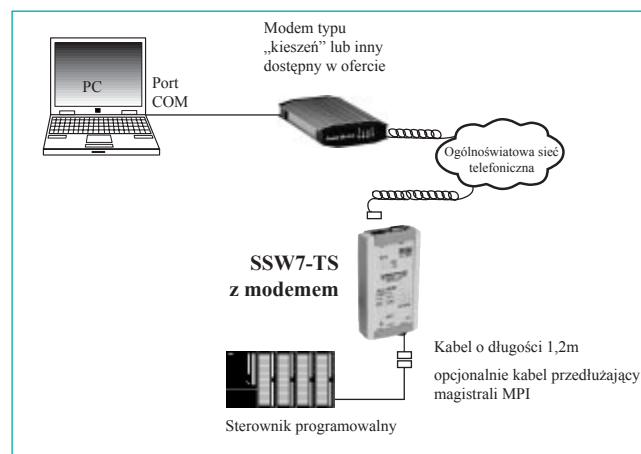 Modem typu
„kieszeń” lub inny
dostępny w ofercie
PC
Port
COM
Ogólnoświatowa sieć
telefoniczna
SSW7-TS
z modemem
Kabel o długości 1,2m
opcjonalnie kabel przedłużający
magistrali MPI
Sterownik programowalny